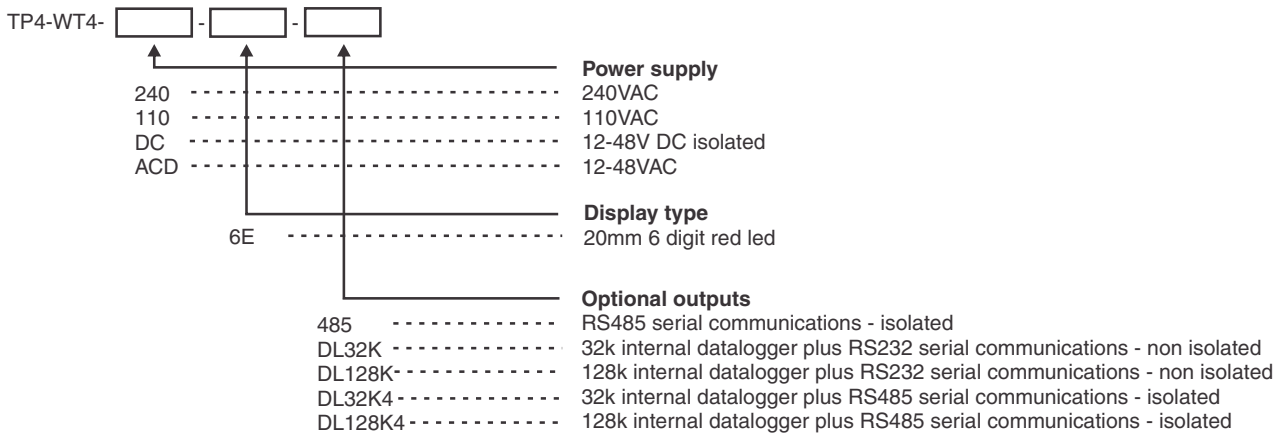 TP4-WT4- - -
Power supply
240 240VAC
110 110VAC
DC 12-48V DC isolated
ACD 12-48VAC
Display type
6E 20mm 6 digit red led
Optional outputs
485 RS485 serial communications - isolated
DL32K 32k internal datalogger plus RS232 serial communications - non isolated
DL128K 128k internal datalogger plus RS232 serial communications - non isolated
DL32K4 32k internal datalogger plus RS485 serial communications - isolated
DL128K4 128k internal datalogger plus RS485 serial communications - isolated